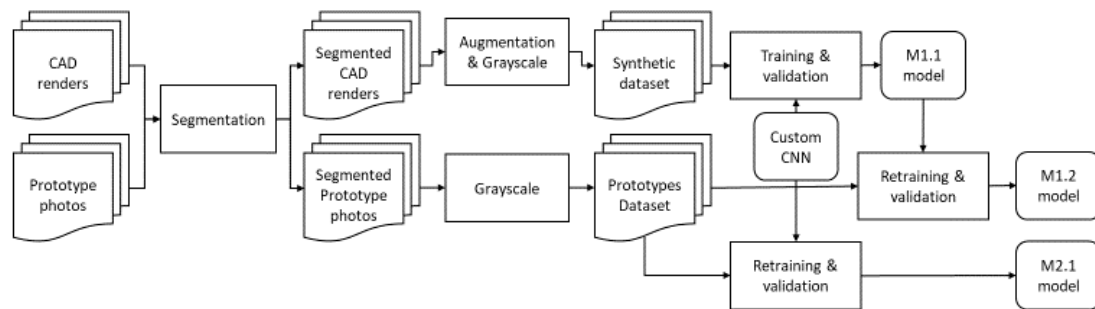 CAD
renders
Segmented
CAD
renders
Augmentation
& Grayscale
Synthetic
dataset
Training &
validation
M1.1
model
Segmentation
Custom
CNN
Prototype
photos
Segmented
Prototype
photos
Grayscale
Prototypes
Dataset
Retraining &
validation
M1.2
model
Retraining &
validation
M2.1
model